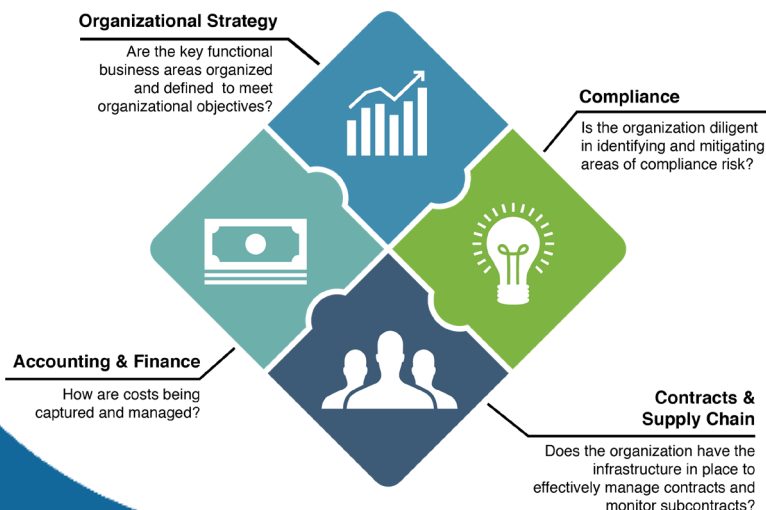 Organizational Strategy
Are the key functional
business areas organized
and defined to meet
organizational objectives?
Compliance
Is the organization diligent
in identifying and mitigating
areas of compliance risk?
Accounting & Finance
How are costs being
captured and managed?
Contracts &
Supply Chain
Does the organization have the
infrastructure in place to
effectively manage contracts and
monitor subcontracts?